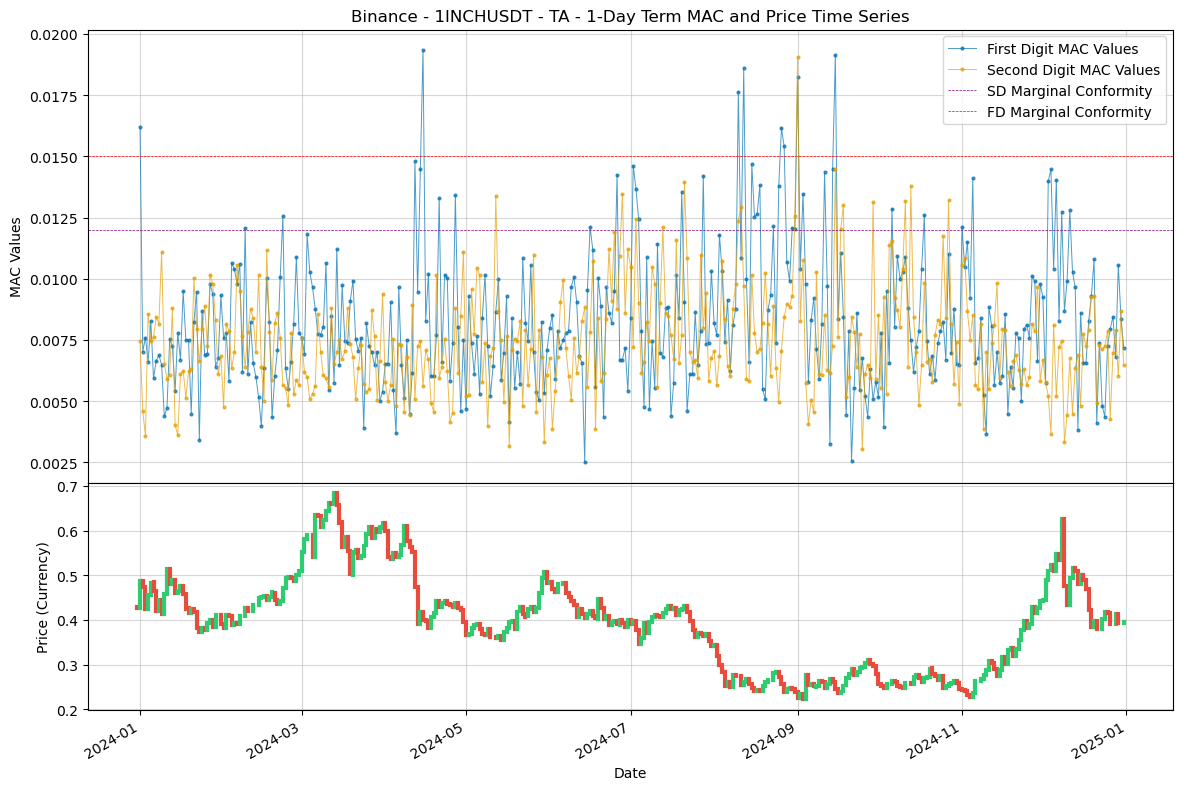 Binance - 1INCHUSDT - TA - 1-Day Term MAC and Price Time Series
First Digit MAC Values
Second Digit MAC Values
SD Marginal Conformity
FD Marginal Conformity
MAC Values
0.0200
0.0175
0.0150
0.0125
0.0100
0.0075
0.0050
0.0025
Price (Currency)
0.7
0.6
0.5
0.4
0.3
0.2
2024-01
2024-03
2024-05
2024-07
2024-09
2024-11
2025-01
Date